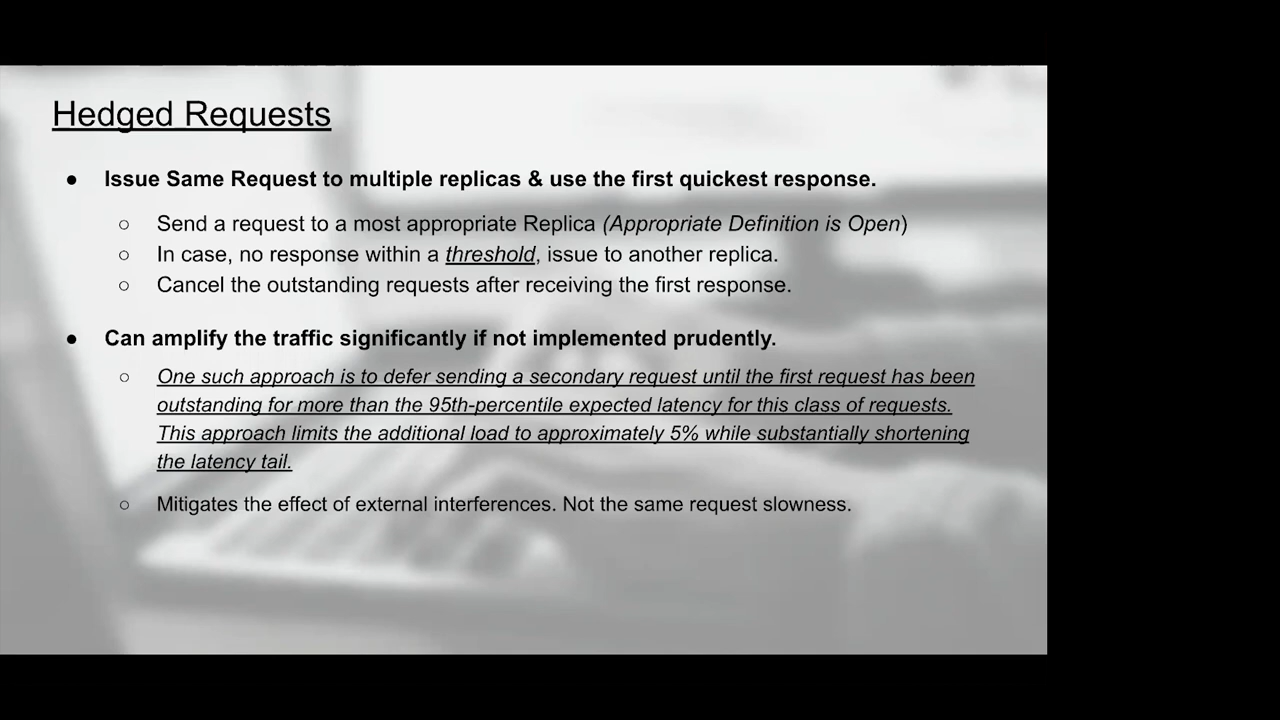 Hedged Requests
● Issue Same Request to multiple replicas & use the first quickest response.
○ Send a request to a most appropriate Replica (Appropriate Definition is Open)
○ In case, no response within a threshold, issue to another replica.
○ Cancel the outstanding requests after receiving the first response.
● Can amplify the traffic significantly if not implemented prudently.
○ One such approach is to defer sending a secondary request until the first request has been
outstanding for more than the 95th-percentile expected latency for this class of requests.
This approach limits the additional load to approximately 5% while substantially shortening
the latency tail.
○ Mitigates the effect of external interferences. Not the same request slowness.